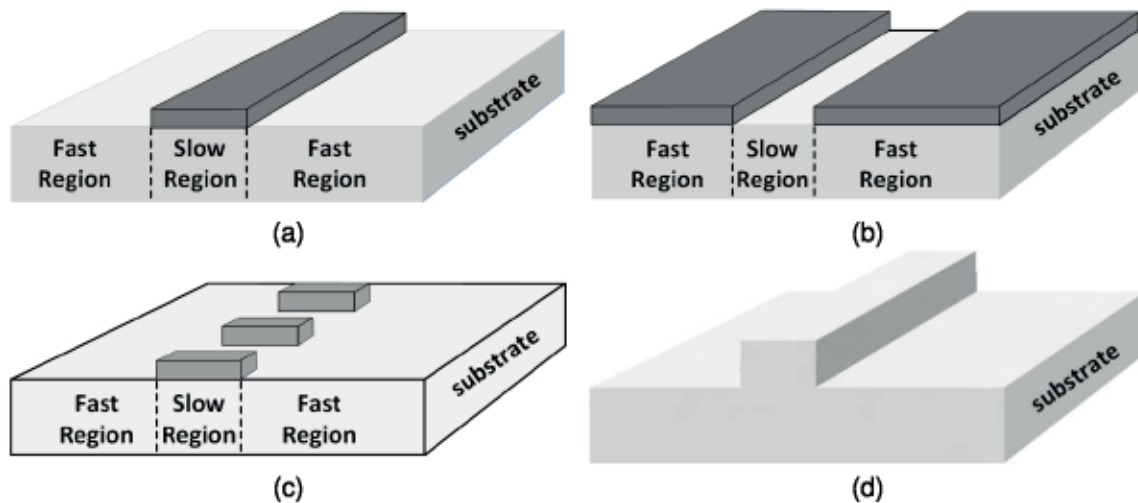 Fast Region
Slow Region
Fast Region
substrate
(a)
Fast Region
Slow Region
Fast Region
substrate
(b)
Fast Region
Slow Region
Fast Region
substrate
(c)
substrate
(d)